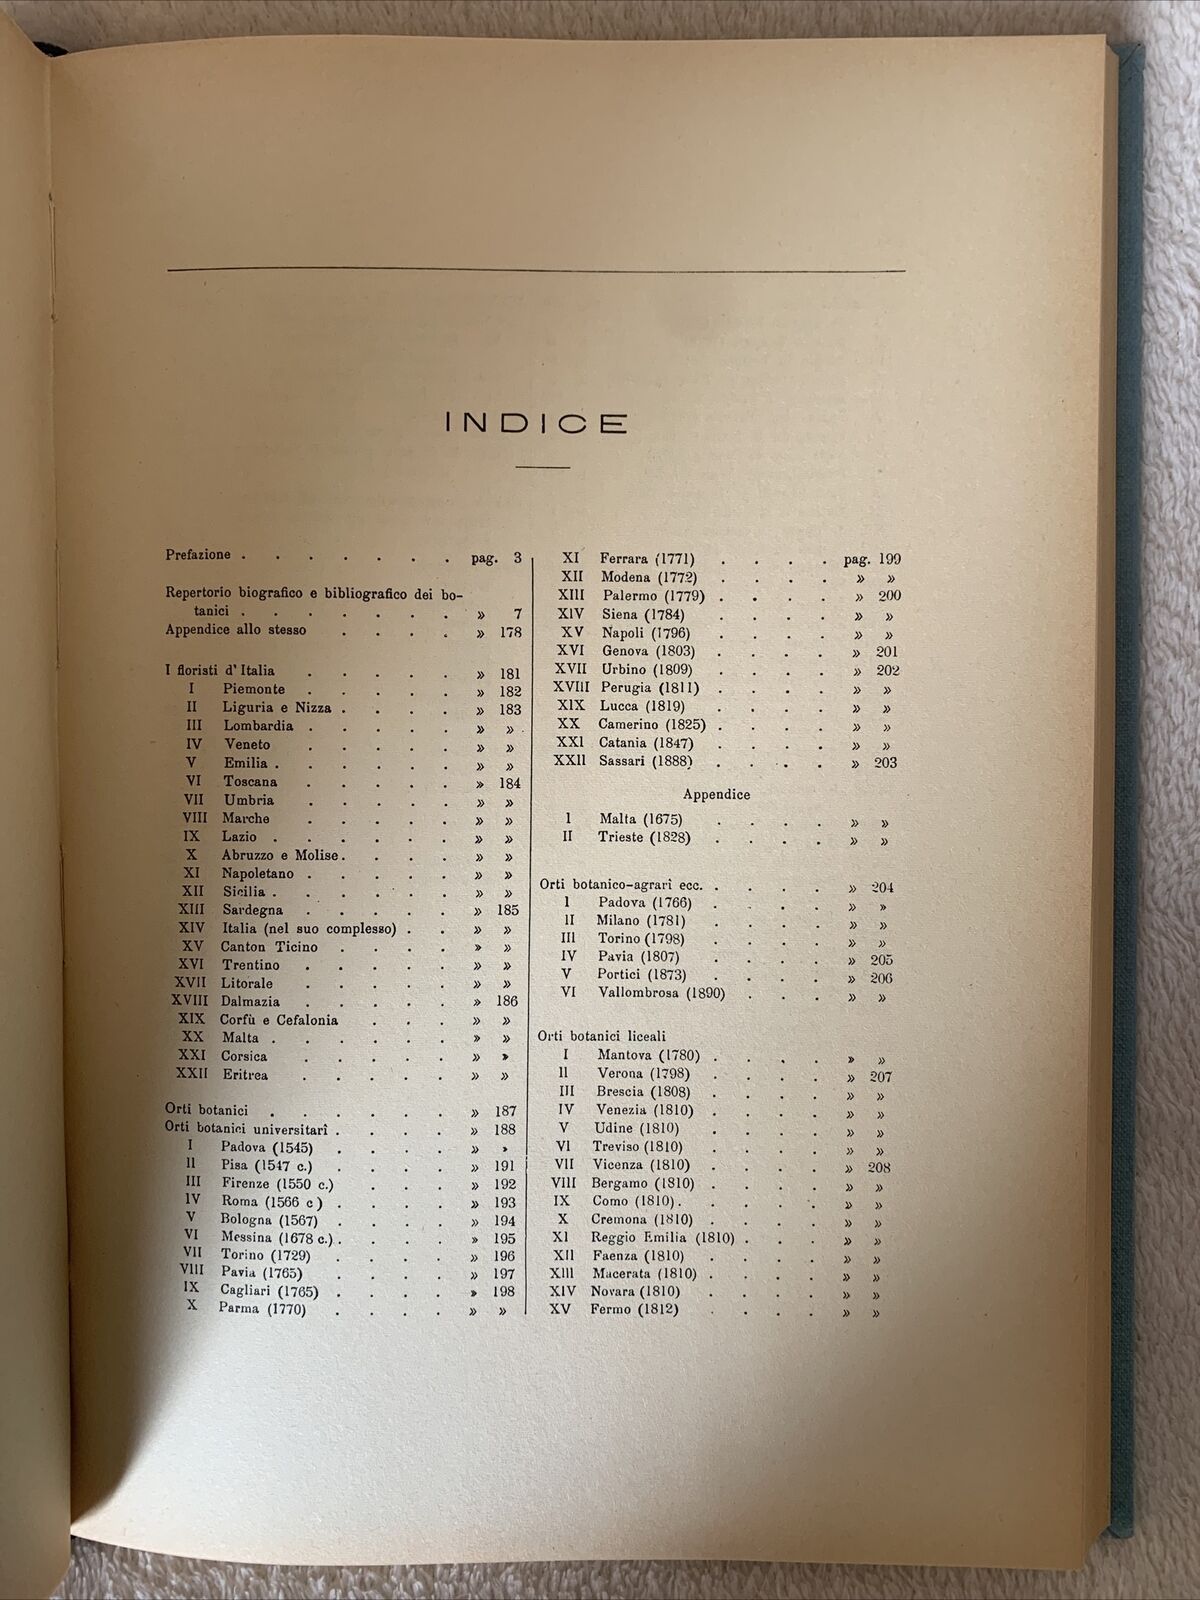 INDICE
Prefazione . . . . . . . pag. 3
Repertorio biografico e bibliografico dei bo-
tanici . . . . . . . » 7
Appendice allo stesso . . . . » 178
I floristi d'Italia . . . . . » 181
I Piemonte . . . . . » 182
II Liguria e Nizza . . . . » 183
III Lombardia . . . . . » »
IV Veneto . . . . . » »
V Emilia . . . . . . » »
VI Toscana . . . . . » 184
VII Umbria . . . . . » »
VIII Marche . . . . . » »
IX Lazio . . . . . . » »
X Abruzzo e Molise . . . . » »
XI Napoletano . . . . . » »
XII Sicilia . . . . . . » »
XIII Sardegna . . . . . » 185
XIV Italia (nel suo complesso) . . » »
XV Canton Ticino . . . . » »
XVI Trentino . . . . . » »
XVII Litorale . . . . . » »
XVIII Dalmazia . . . . . » 186
XIX Corfù e Cefalonia . . . » »
XX Malta . . . . . . » »
XXI Corsica . . . . . » »
XXII Eritrea . . . . . » »
Orti botanici . . . . . . » 187
Orti botanici universitarî . . . . » 188
I Padova (1545) . . . . » »
II Pisa (1547 c.) . . . . » 191
III Firenze (1550 c.) . . . » 192
IV Roma (1566 c) . . . . » 193
V Bologna (1567) . . . . » 194
VI Messina (1678 c.) . . . . » 195
VII Torino (1729) . . . . » 196
VIII Pavia (1765) . . . . » 197
IX Cagliari (1765) . . . . » 198
X Parma (1770) . . . . » »
XI Ferrara (1771) . . . . pag. 199
XII Modena (1772) . . . . » »
XIII Palermo (1779) . . . . » 200
XIV Siena (1784) . . . . » »
XV Napoli (1796) . . . . » »
XVI Genova (1803) . . . . » 201
XVII Urbino (1809) . . . . » 202
XVIII Perugia (1811) . . . . » »
XIX Lucca (1819) . . . . » »
XX Camerino (1825) . . . . » »
XXI Catania (1847) . . . . » »
XXII Sassari (1888) . . . . » 203
Appendice
I Malta (1675) . . . . » »
II Trieste (1828) . . . . » »
Orti botanico-agrarî ecc. . . . . » 204
I Padova (1766) . . . . » »
II Milano (1781) . . . . » »
III Torino (1798) . . . . » »
IV Pavia (1807) . . . . » 205
V Portici (1873) . . . . » 206
VI Vallombrosa (1890) . . . » »
Orti botanici liceali
I Mantova (1780) . . . . » »
II Verona (1798) . . . . » 207
III Brescia (1808) . . . . » »
IV Venezia (1810) . . . . » »
V Udine (1810) . . . . » »
VI Treviso (1810) . . . . » »
VII Vicenza (1810) . . . . » 208
VIII Bergamo (1810) . . . . » »
IX Como (1810) . . . . . » »
X Cremona (1810) . . . . » »
XI Reggio Emilia (1810) . . . » »
XII Faenza (1810) . . . . » »
XIII Macerata (1810) . . . . » »
XIV Novara (1810) . . . . » »
XV Fermo (1812) . . . . » »